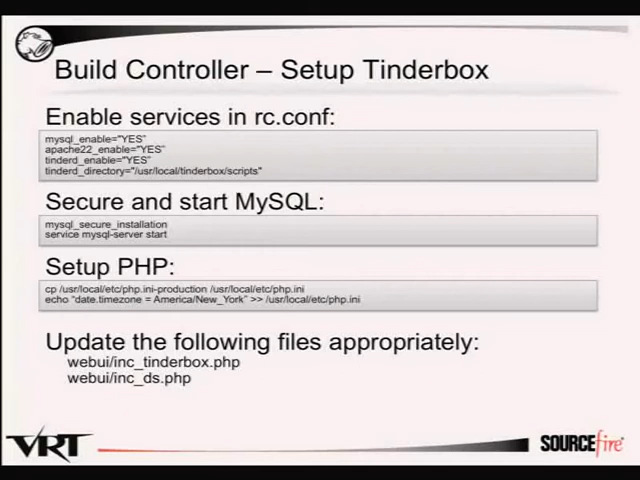 Build Controller – Setup Tinderbox
Enable services in rc.conf:
mysql_enable="YES"
apache22_enable="YES"
tinderd_enable="YES"
tinderd_directory="/usr/local/tinderbox/scripts"
Secure and start MySQL:
mysql_secure_installation
service mysql-server start
Setup PHP:
cp /usr/local/etc/php.ini-production /usr/local/etc/php.ini
echo "date.timezone = America/New_York" >> /usr/local/etc/php.ini
Update the following files appropriately:
webui/inc_tinderbox.php
webui/inc_ds.php
VRT
SOURCEfire